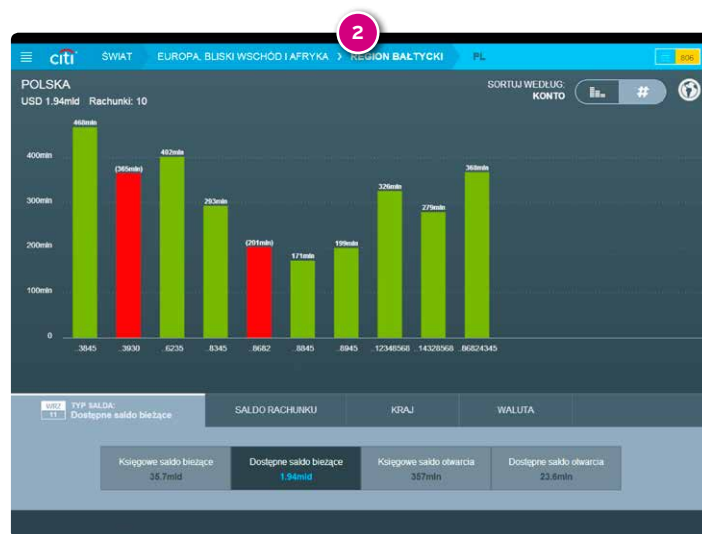 2
citi ŚWIAT EUROPA, BLISKI WSCHÓD I AFRYKA > REGION BAŁTYCKI PL 806
POLSKA
USD 1.94mld Rachunki: 10
SORTUJ WEDŁUG:
KONTO
#
468mln
(365mln)
402mln
293mln
(201mln)
171mln
199mln
326mln
279mln
368mln
400mln
300mln
200mln
100mln
0
..3845 ..3930 ..6235 ..8345 ..8682 ..8845 ..8945 ..12348568 ..14328568 ..86824345
WRZ
11
TYP SALDA:
Dostępne saldo bieżące
SALDO RACHUNKU KRAJ WALUTA
Księgowe saldo bieżące
35.7mld
Dostępne saldo bieżące
1.94mld
Księgowe saldo otwarcia
357mln
Dostępne saldo otwarcia
23.6mln